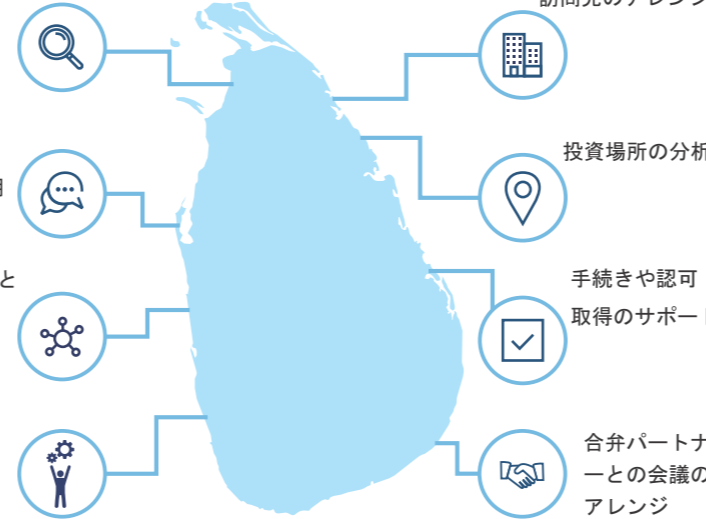 訪問先のアレンジ
投資場所の分析
と
手続きや認可
取得のサポート
合弁パートナ
ーとの会議の
アレンジ